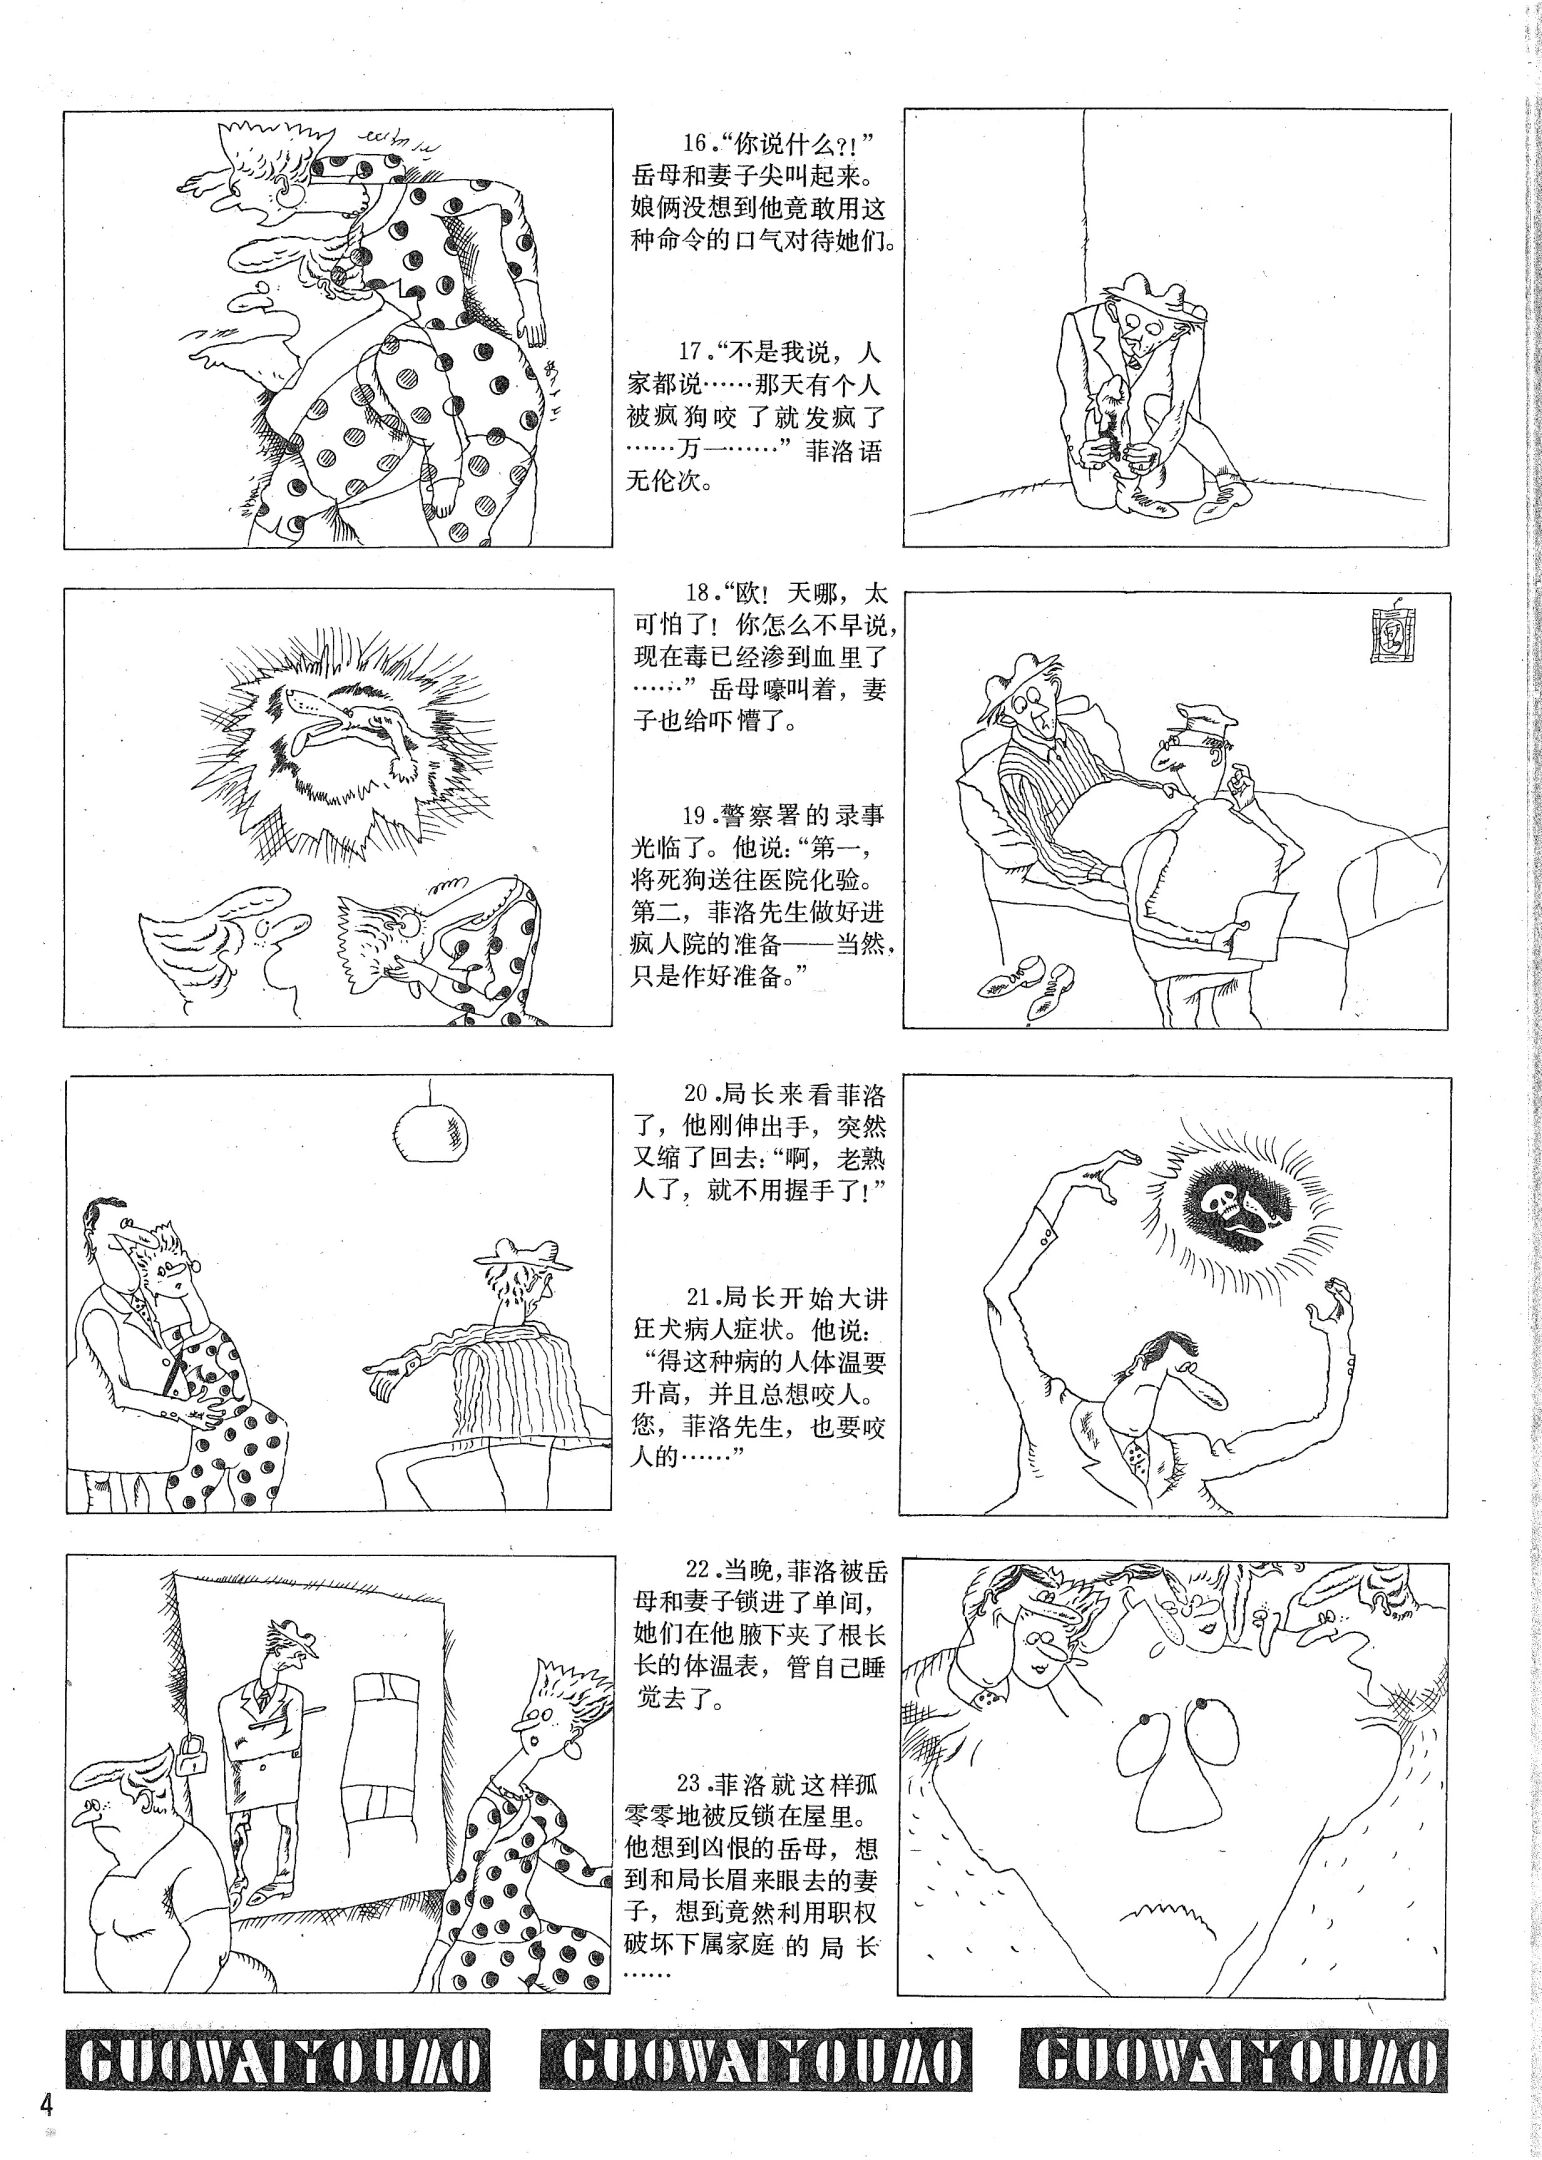 16.“你说什么?!”
岳母和妻子尖叫起来。
娘俩没想到他竟敢用这
种命令的口气对待她们。
17.“不是我说，人
家都说……那天有个人
被疯狗咬了就发疯了
……万一……”菲洛语
无伦次。
18.“欧！天哪，太
可怕了！你怎么不早说，
现在毒已经渗到血里了
……”岳母嚎叫着，妻
子也给吓懵了。
19.警察署的录事
光临了。他说：“第一，
将死狗送往医院化验。
第二，菲洛先生做好进
疯人院的准备——当然，
只是作好准备。”
20.局长来看菲洛
了，他刚伸出手，突然
又缩了回去：“啊，老熟
人了，就不用握手了！”
21.局长开始大讲
狂犬病人症状。他说：
“得这种病的人体温要
升高，并且总想咬人。
您，菲洛先生，也要咬
人的……”
22.当晚，菲洛被岳
母和妻子锁进了单间，
她们在他腋下夹了根长
长的体温表，管自己睡
觉去了。
23.菲洛就这样孤
零零地被反锁在屋里。
他想到凶恨的岳母，想
到和局长眉来眼去的妻
子，想到竟然利用职权
破坏下属家庭的局长
……
GUOWAIYOUMO GUOWAIYOUMO GUOWAIYOUMO
4